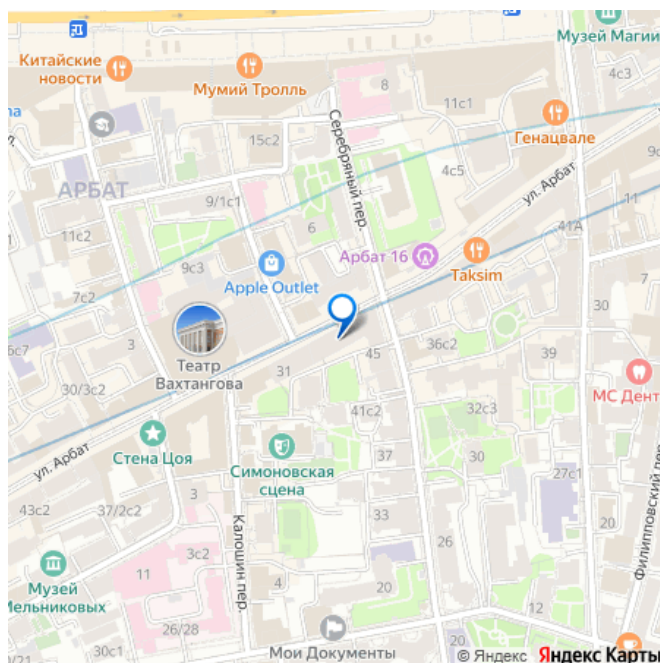 Китайские
новости
Мумий Тролль
Музей Магии
4с3
8
11с1
Генацвале
15с2
Серебряный пер.
4с5
АРБАТ
9/1с1
6
ул. Арбат
11
11с2
41А
9с3
Арбат 16
Apple Outlet
Taksim
7
7с2
30
3
Театр
Вахтангова
36с2
39
45
6с7
31
30/3с2
МС Дент
41с2
32с3
ул. Арбат
Стена Цоя
Симоновская
сцена
37
30
27с1
43с2
37/2с2
3
33
Филипповский пер.
Калошин пер.
20
3с2
26
Музей
Мельниковых
11
20
20
12
26/28
Мои Документы
© Яндекс Яндекс Карты